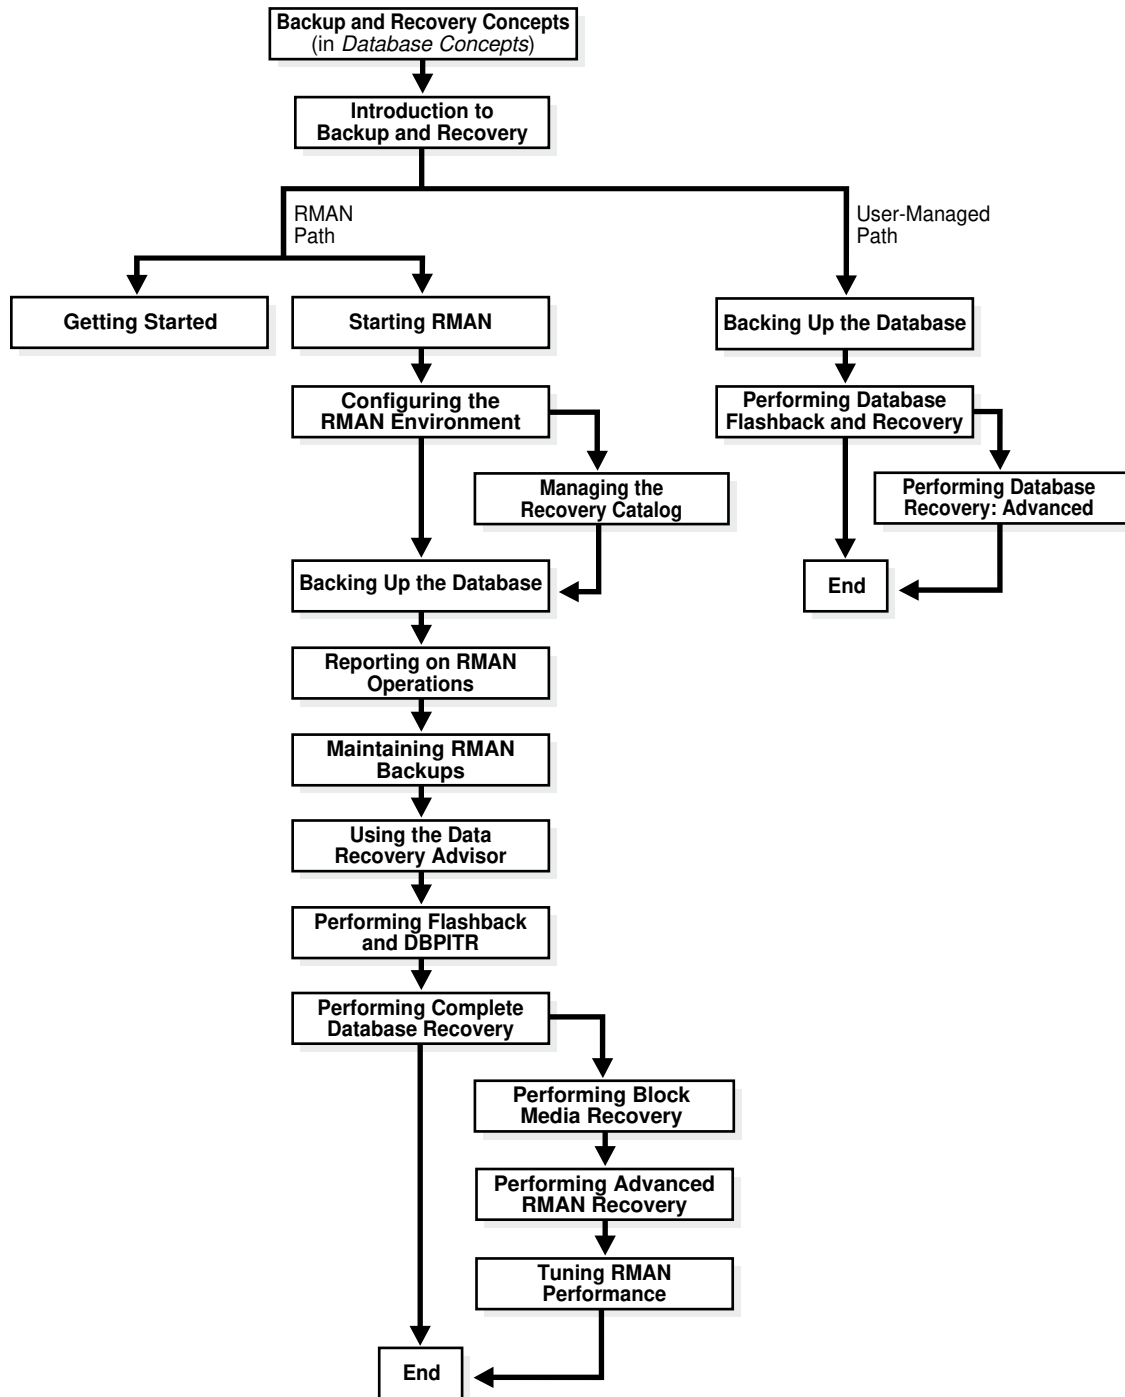 Backup and Recovery Concepts
(in Database Concepts)
Introduction to
Backup and Recovery
RMAN
Path
User-Managed
Path
Getting Started
Starting RMAN
Backing Up the Database
Configuring the
RMAN Environment
Performing Database
Flashback and Recovery
Managing the
Recovery Catalog
Performing Database
Recovery: Advanced
Backing Up the Database
End
Reporting on RMAN
Operations
Maintaining RMAN
Backups
Using the Data
Recovery Advisor
Performing Flashback
and DBPITR
Performing Complete
Database Recovery
Performing Block
Media Recovery
Performing Advanced
RMAN Recovery
Tuning RMAN
Performance
End